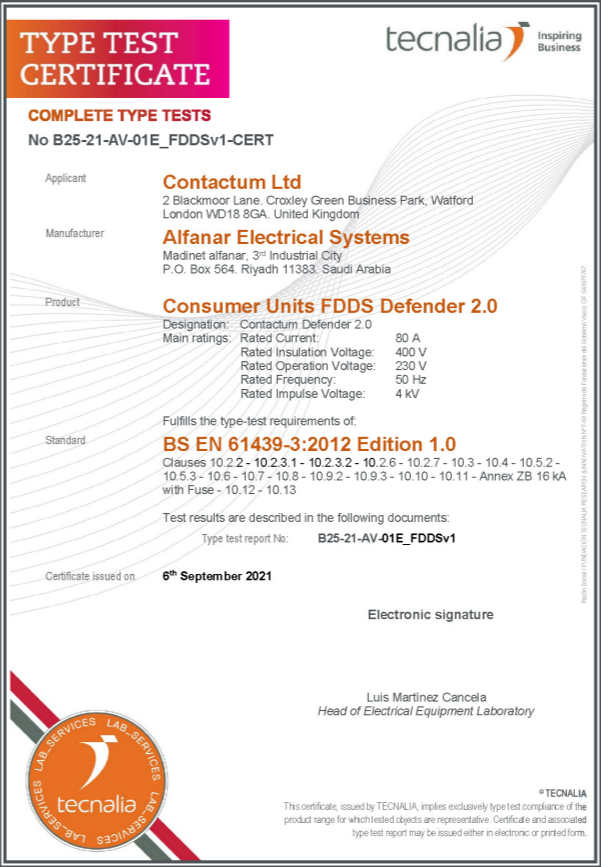 TYPE TEST
CERTIFICATE
tecnalia
Inspiring
Business
COMPLETE TYPE TESTS
No B25-21-AV-01E_FDDSv1-CERT
Applicant
Contactum Ltd
2 Blackmoor Lane. Croxley Green Business Park, Watford
London WD18 8GA. United Kingdom
Manufacturer
Alfanar Electrical Systems
Madinet alfanar, 3rd Industrial City
P.O. Box 564. Riyadh 11383. Saudi Arabia
Product
Consumer Units FDDS Defender 2.0
Designation: Contactum Defender 2.0
Main ratings: Rated Current: 80 A
Rated Insulation Voltage: 400 V
Rated Operation Voltage: 230 V
Rated Frequency: 50 Hz
Rated Impulse Voltage: 4 kV
Fulfills the type-test requirements of:
Standard
BS EN 61439-3:2012 Edition 1.0
Clauses 10.2.2 - 10.2.3.1 - 10.2.3.2 - 10.2.6 - 10.2.7 - 10.3 - 10.4 - 10.5.2 -
10.5.3 - 10.6 - 10.7 - 10.8 - 10.9.2 - 10.9.3 - 10.10 - 10.11 - Annex ZB 16 kA
with Fuse - 10.12 - 10.13
Test results are described in the following documents:
Type test report No: B25-21-AV-01E_FDDSv1
Certificate issued on 6th September 2021
Electronic signature
Luis Martinez Cancela
Head of Electrical Equipment Laboratory
LAB_SERVICES LAB_SERVICES LAB_SERVICES LAB_SERVICES
tecnalia
© TECNALIA
This certificate, issued by TECNALIA, implies exclusively type test compliance of the
product range for which tested objects are representative. Certificate and associated
type test report may be issued either in electronic or printed form.
Razón Social / FUNDACIÓN TECNALIA RESEARCH & INNOVATION